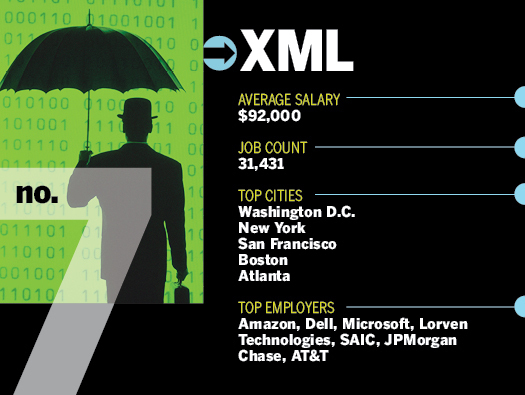 no.
7
XML
AVERAGE SALARY
$92,000
JOB COUNT
31,431
TOP CITIES
Washington D.C.
New York
San Francisco
Boston
Atlanta
TOP EMPLOYERS
Amazon, Dell, Microsoft, Lorven
Technologies, SAIC, JPMorgan
Chase, AT&T